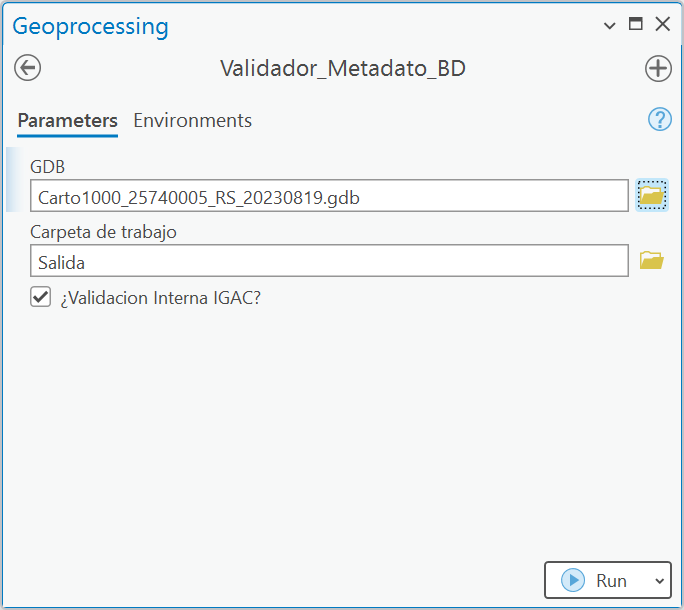 Geoprocessing
Validador_Metadato_BD
Parameters Environments
GDB
Carto1000_25740005_RS_20230819.gdb
Carpeta de trabajo
Salida
¿Validacion Interna IGAC?
Run